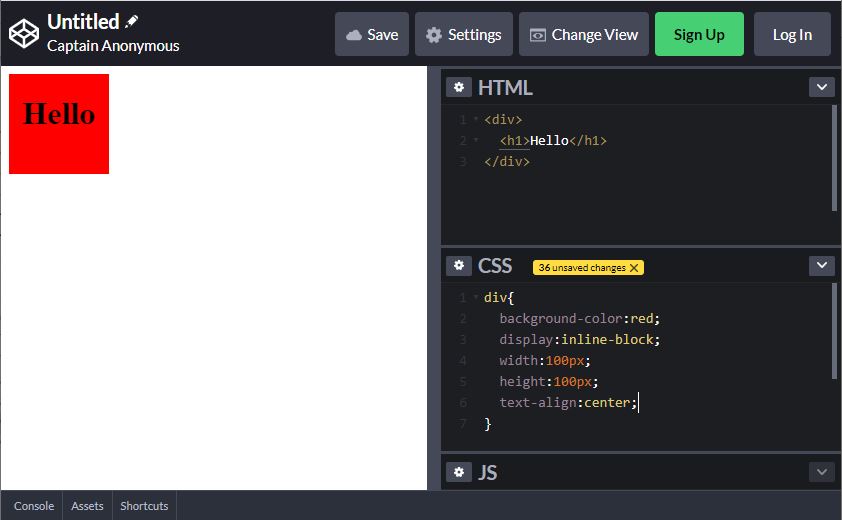 Untitled
Captain Anonymous
Save
Settings
Change View
Sign Up
Log In
Hello
HTML
1 <div>
2 <h1>Hello</h1>
3 </div>
CSS
36 unsaved changes X
1 div{
2 background-color:red;
3 display:inline-block;
4 width:100px;
5 height:100px;
6 text-align:center;
7 }
JS
Console
Assets
Shortcuts